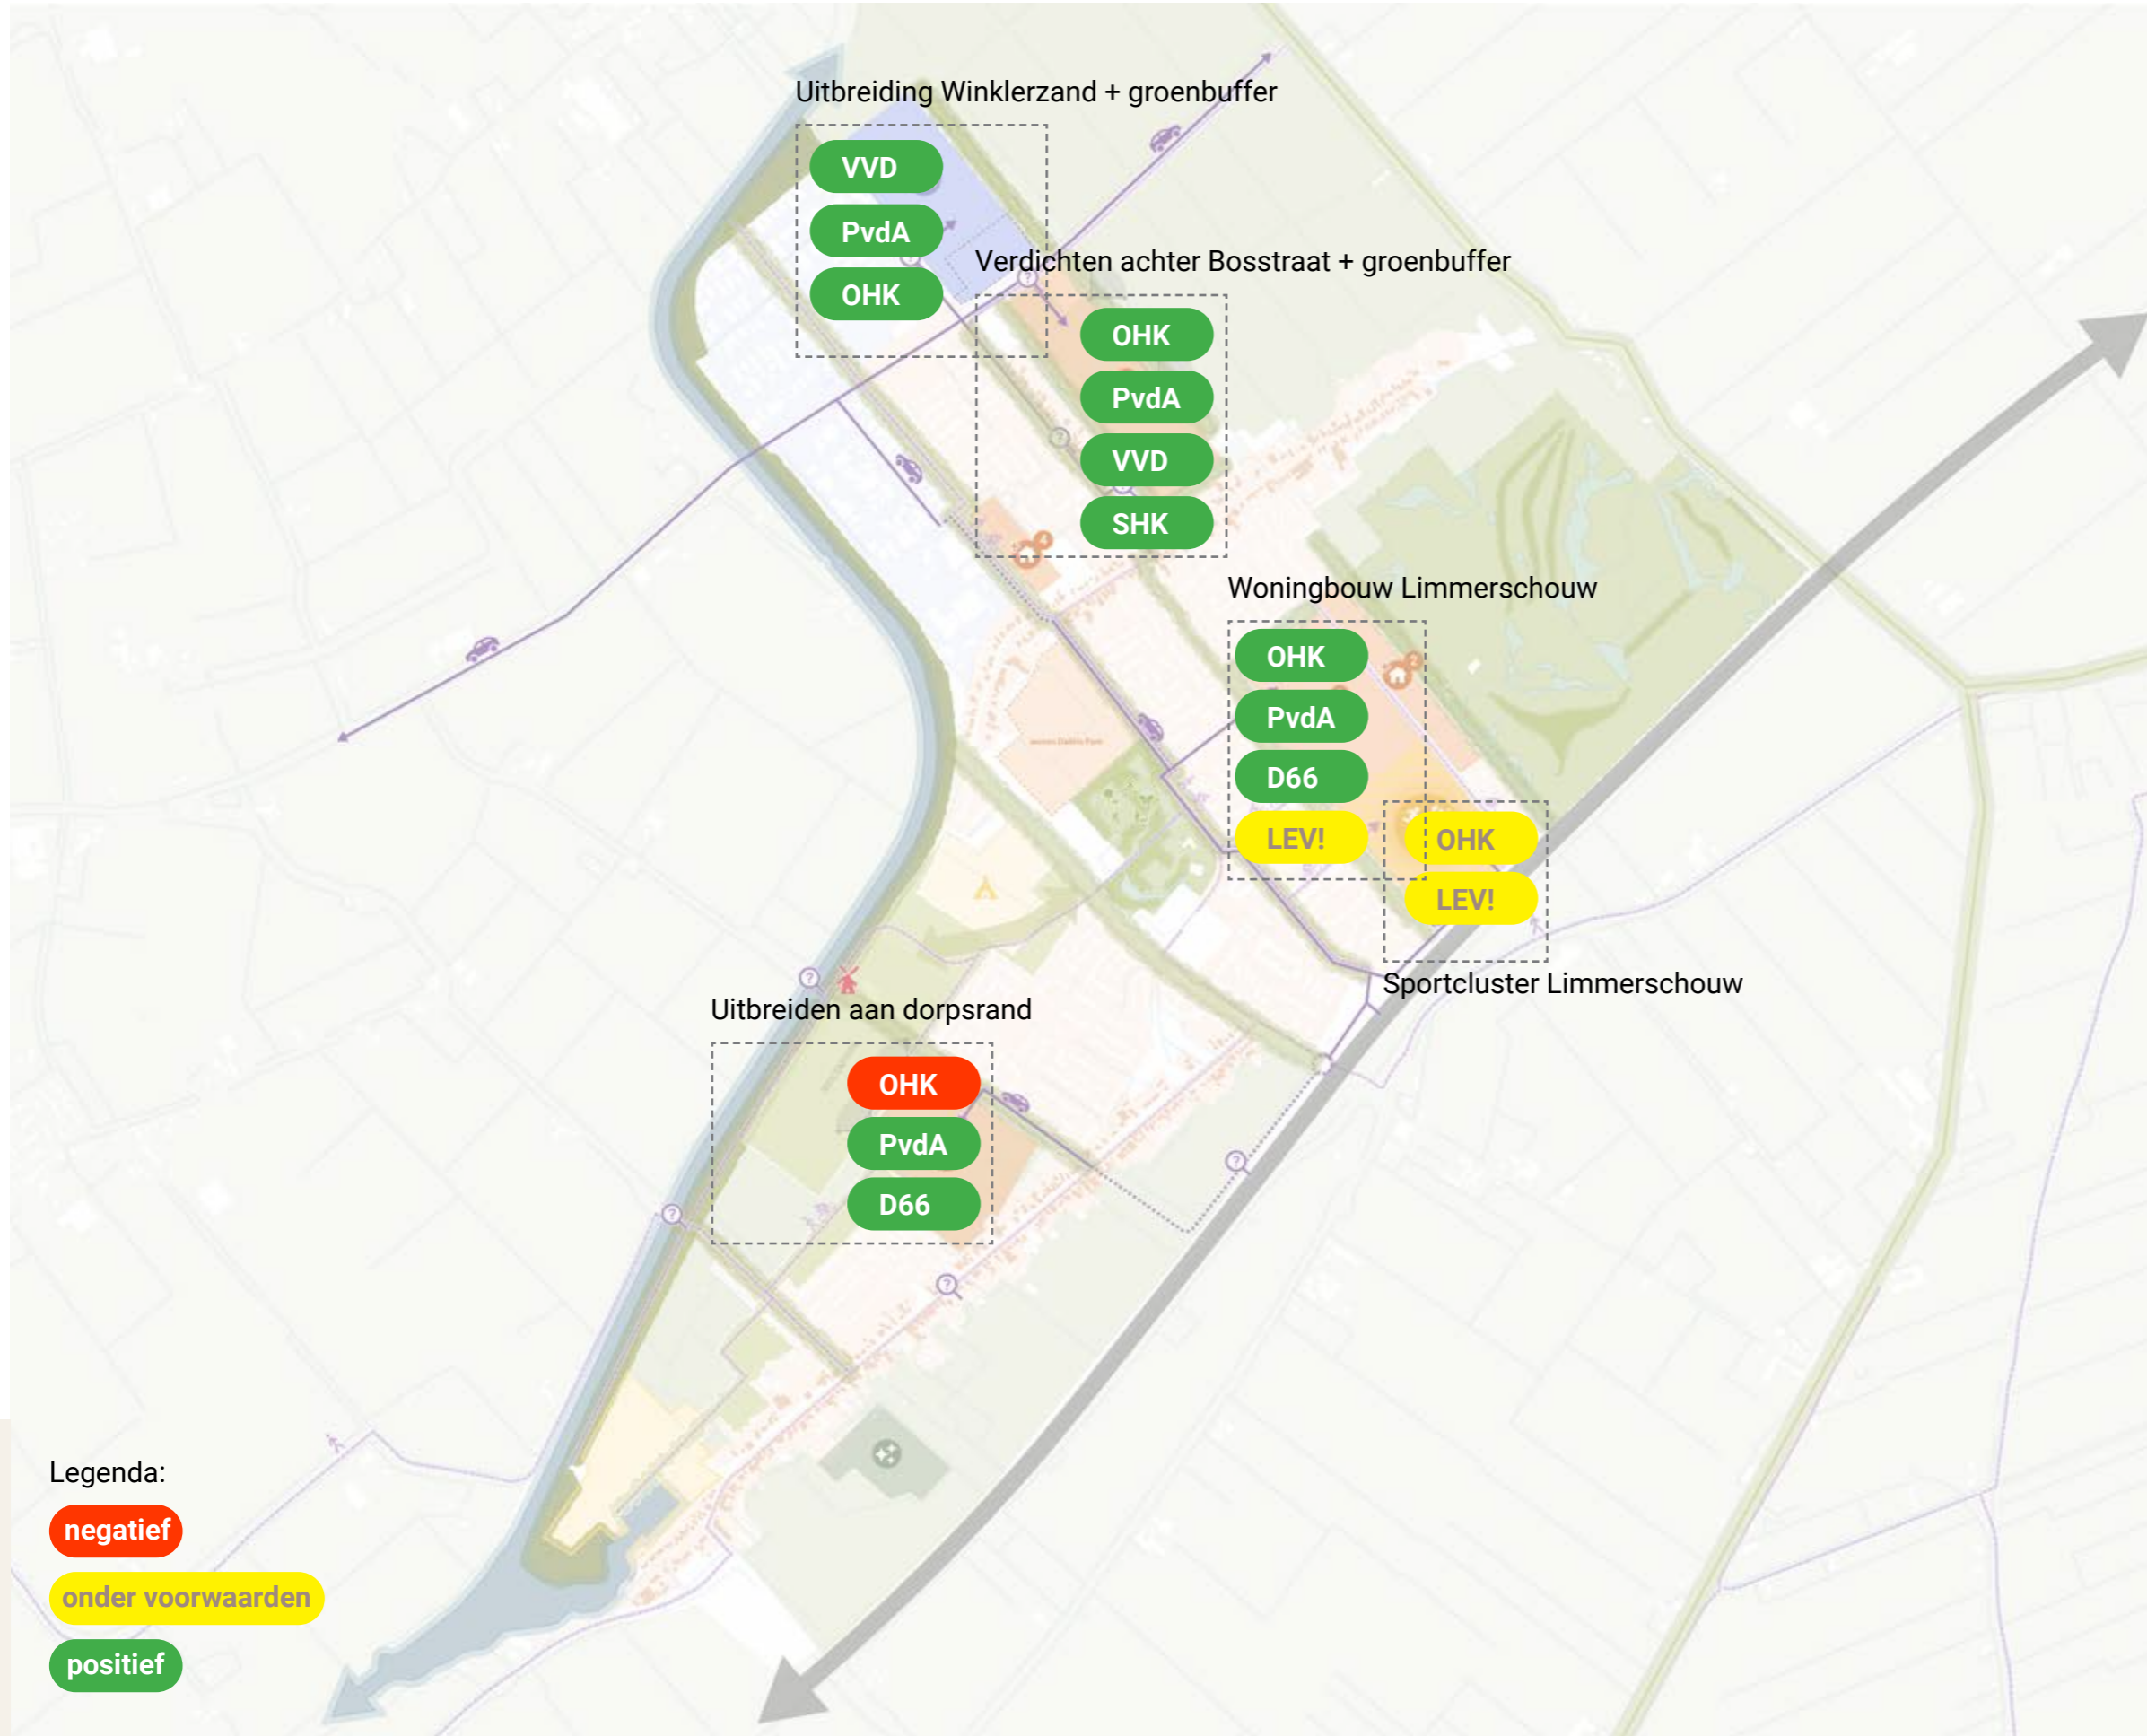 Uitbreiding Winklerzand + groenbuffer
VVD
PvdA
OHK
Verdichten achter Bosstraat + groenbuffer
OHK
PvdA
VVD
SHK
Woningbouw Limmerschouw
OHK
PvdA
D66
LEV!
OHK
LEV!
Sportcluster Limmerschouw
Uitbreiden aan dorpsrand
OHK
PvdA
D66
Legenda:
negatief
onder voorwaarden
positief